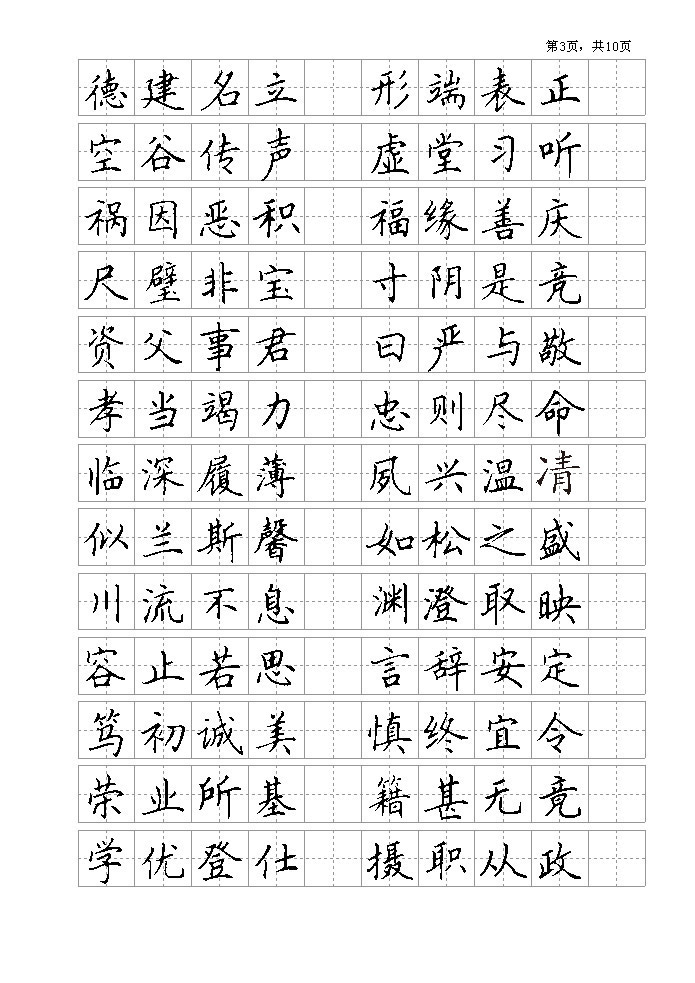 第3页，共10页
德建名立 形端表正
空谷传声 虚堂习听
祸因恶积 福缘善庆
尺璧非宝 寸阴是竞
资父事君 曰严与敬
孝当竭力 忠则尽命
临深履薄 夙兴温凊
似兰斯馨 如松之盛
川流不息 渊澄取映
容止若思 言辞安定
笃初诚美 慎终宜令
荣业所基 籍甚无竟
学优登仕 摄职从政